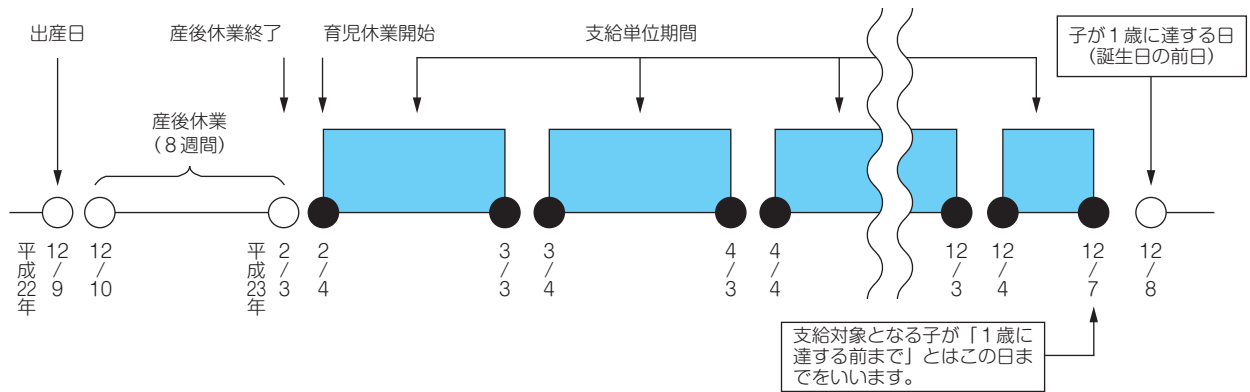 出産日
産後休業終了
育児休業開始
支給単位期間
子が1歳に達する日
（誕生日の前日）
産後休業
（8週間）
平成22年
12/9
12/10
平成23年
2/3
2/4
3/3
3/4
4/3
4/4
12/3
12/4
12/7
12/8
支給対象となる子が「1歳に
達する前まで」とはこの日ま
でをいいます。